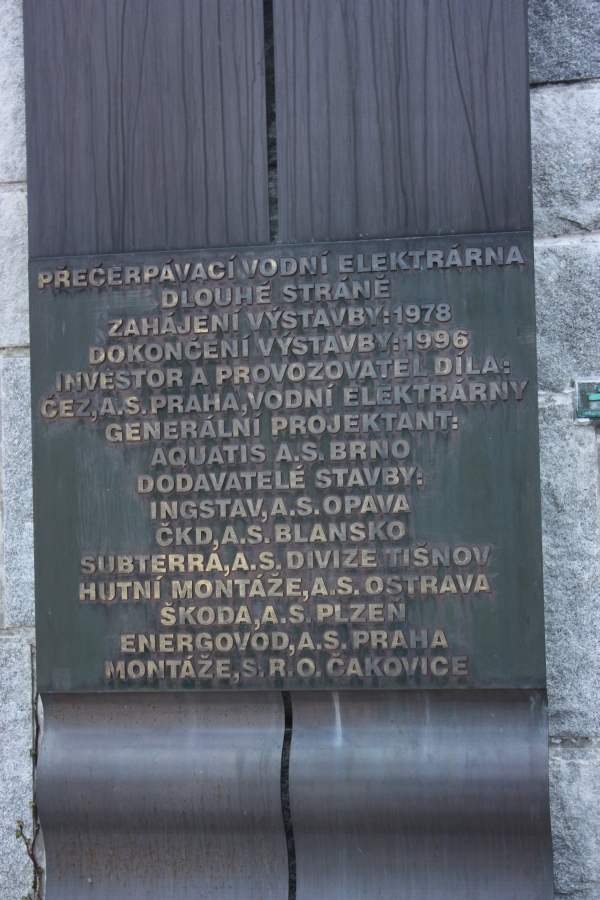 PŘEČERPÁVACÍ VODNÍ ELEKTRÁRNA
DLOUHÉ STRÁNĚ
ZAHÁJENÍ VÝSTAVBY:1978
DOKONČENÍ VÝSTAVBY:1996
INVESTOR A PROVOZOVATEL DÍLA:
ČEZ,A.S. PRAHA,VODNÍ ELEKTRÁRNY
GENERÁLNÍ PROJEKTANT:
AQUATIS A.S. BRNO
DODAVATELÉ STAVBY:
INGSTAV,A.S. OPAVA
ČKD,A.S. BLANSKO
SUBTERRA,A.S. DIVIZE TIŠNOV
HUTNÍ MONTÁŽE,A.S. OSTRAVA
ŠKODA,A.S. PLZEŇ
ENERGOVOD,A.S. PRAHA
MONTÁŽE,S.R.O. ČAKOVICE